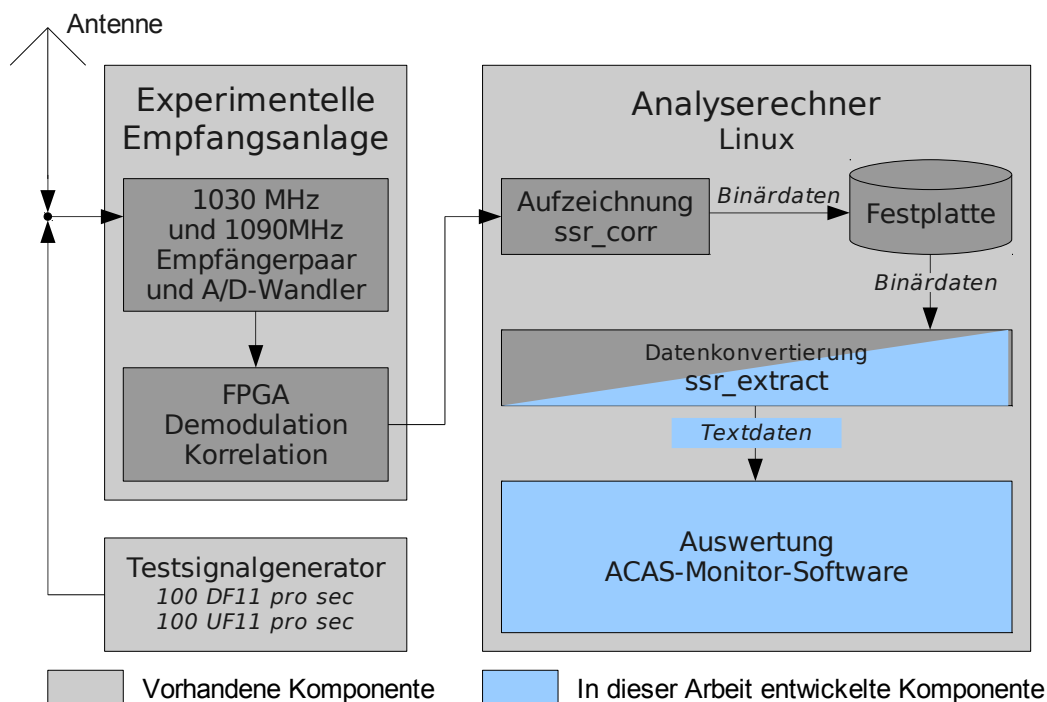 Antenne
Experimentelle
Empfangsanlage
1030 MHz
und 1090MHz
Empfängerpaar
und A/D-Wandler
FPGA
Demodulation
Korrelation
Testsignalgenerator
100 DF11 pro sec
100 UF11 pro sec
Analyserechner
Linux
Aufzeichnung
ssr_corr
Binärdaten
Festplatte
Binärdaten
Datenkonvertierung
ssr_extract
Textdaten
Auswertung
ACAS-Monitor-Software
Vorhandene Komponente
In dieser Arbeit entwickelte Komponente